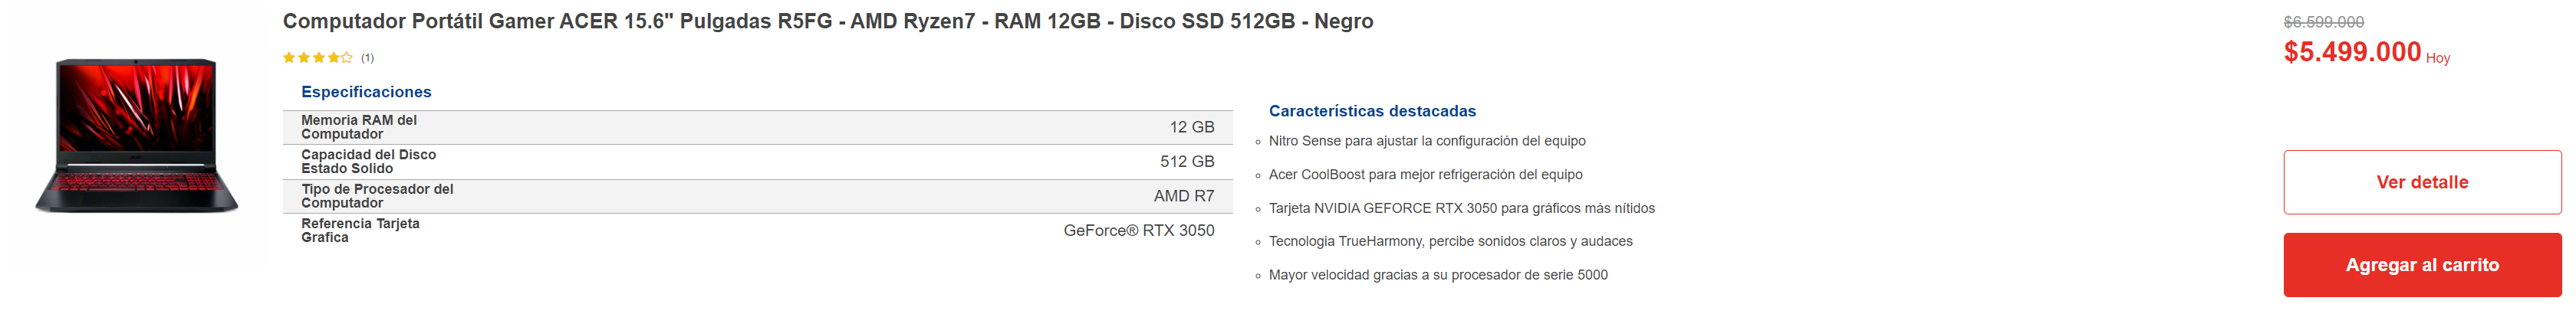 Computador Portátil Gamer ACER 15.6" Pulgadas R5FG - AMD Ryzen7 - RAM 12GB - Disco SSD 512GB - Negro
(1)
Especificaciones
Memoria RAM del
Computador
12 GB
Capacidad del Disco
Estado Solido
512 GB
Tipo de Procesador del
Computador
AMD R7
Referencia Tarjeta
Grafica
GeForce® RTX 3050
Características destacadas
Nitro Sense para ajustar la configuración del equipo
Acer CoolBoost para mejor refrigeración del equipo
Tarjeta NVIDIA GEFORCE RTX 3050 para gráficos más nítidos
Tecnologia TrueHarmony, percibe sonidos claros y audaces
Mayor velocidad gracias a su procesador de serie 5000
$6.599.000
$5.499.000 Hoy
Ver detalle
Agregar al carrito